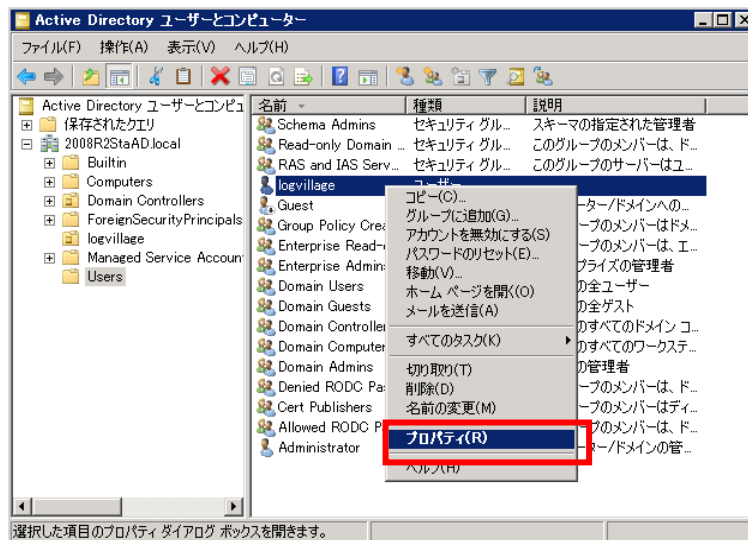 Active Directory ユーザーとコンピューター
ファイル(F) 操作(A) 表示(V) ヘルプ(H)
Active Directory ユーザーとコンピュ
保存されたクエリ
2008R2StaAD.local
Builtin
Computers
Domain Controllers
ForeignSecurityPrincipals
logvillage
Managed Service Accoun
Users
名前 種類 説明
Schema Admins セキュリティ グル... スキーマの指定された管理者
Read-only Domain ... セキュリティ グル... このグループのメンバーは、ド...
RAS and IAS Serv... セキュリティ グル... このグループのサーバーはユ...
logvillage ユーザー
Guest ーター/ドメインへの...
Group Policy Crea ープのメンバーはドメ...
Enterprise Read- ープのメンバーは、エ...
Enterprise Admin プライズの管理者
Domain Users の全ユーザー
Domain Guests の全ゲスト
Domain Controlle のすべてのドメイン コ...
Domain Computer のすべてのワークステ...
Domain Admins の管理者
Denied RODC Pa ープのメンバーは、ド...
Cert Publishers ープのメンバーはディ...
Allowed RODC P ープのメンバーは、ド...
Administrator ーター/ドメインの管...
コピー(C)...
グループに追加(G)...
アカウントを無効にする(S)
パスワードのリセット(E)...
移動(V)...
ホーム ページを開く(O)
メールを送信(A)
すべてのタスク(K)
切り取り(T)
削除(D)
名前の変更(M)
プロパティ(R)
ヘルプ(H)
選択した項目のプロパティ ダイアログ ボックスを開きます。